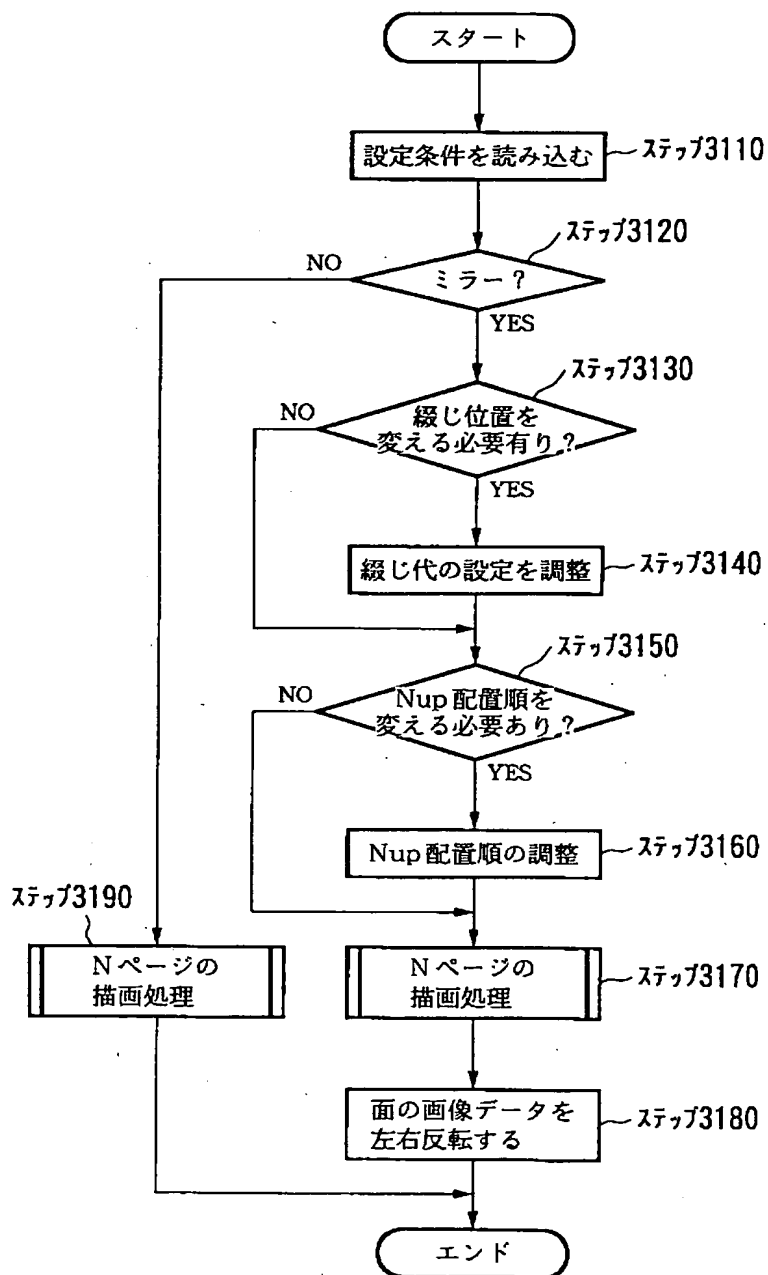 スタート
設定条件を読み込む
ステップ3110
ステップ3120
ミラー?
NO
YES
ステップ3130
綴じ位置を
変える必要有り?
NO
YES
綴じ代の設定を調整
ステップ3140
ステップ3150
Nup配置順を
変える必要あり?
NO
YES
Nup配置順の調整
ステップ3160
ステップ3190
Nページの
描画処理
Nページの
描画処理
ステップ3170
面の画像データを
左右反転する
ステップ3180
エンド